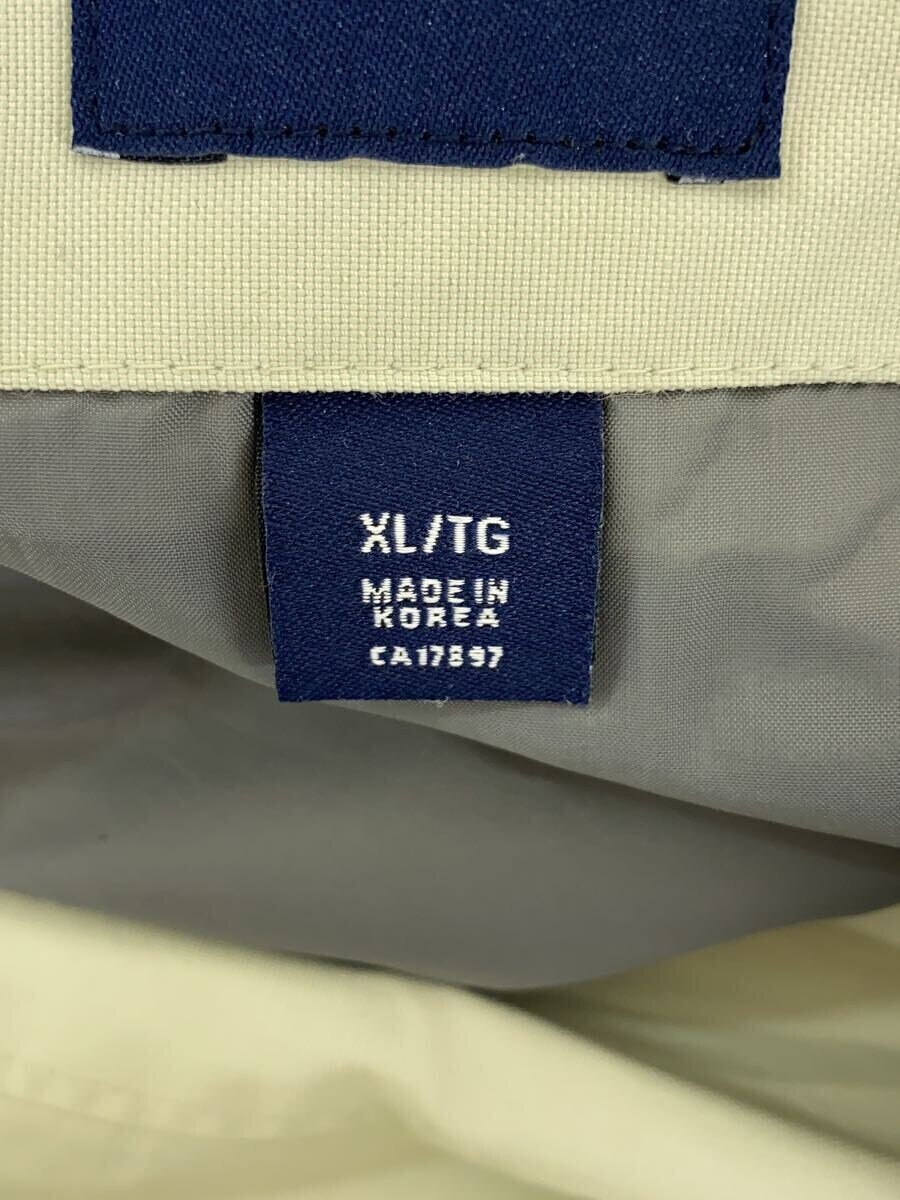 XL/TG
MADE IN
KOREA
CA17897